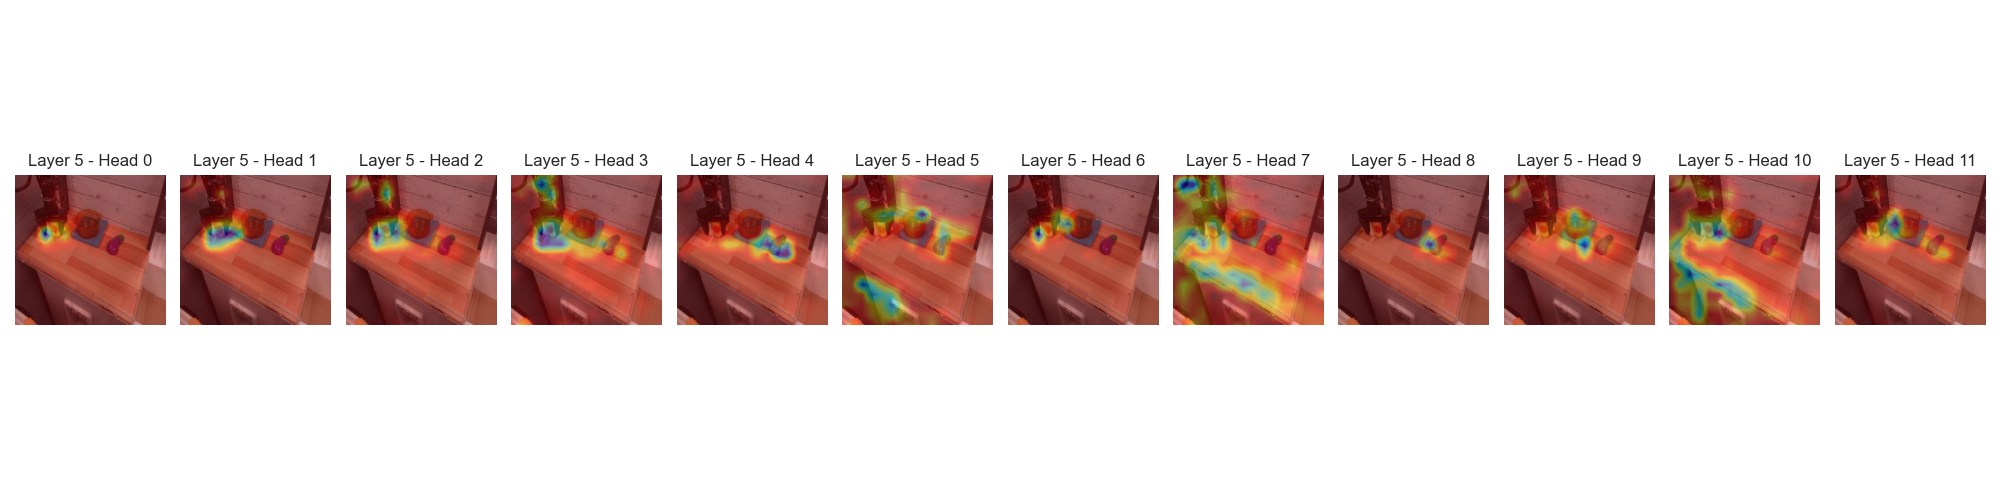 Layer 5 - Head 0
Layer 5 - Head 1
Layer 5 - Head 2
Layer 5 - Head 3
Layer 5 - Head 4
Layer 5 - Head 5
Layer 5 - Head 6
Layer 5 - Head 7
Layer 5 - Head 8
Layer 5 - Head 9
Layer 5 - Head 10
Layer 5 - Head 11